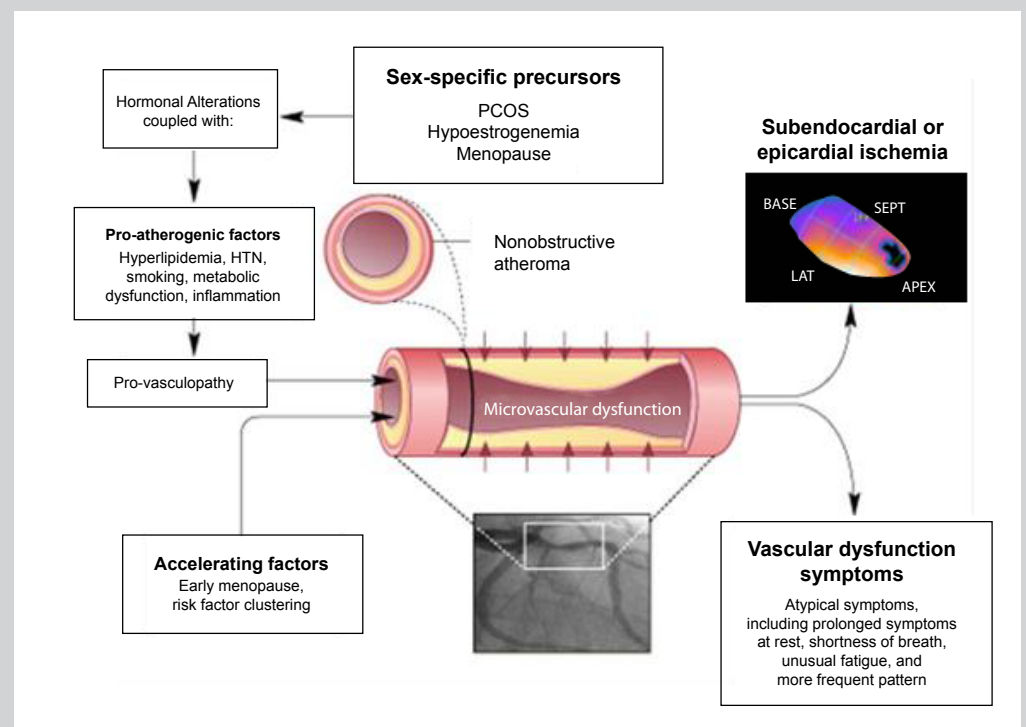 Sex-specific precursors
PCOS
Hypoestrogenemia
Menopause
Hormonal Alterations
coupled with:
Pro-atherogenic factors
Hyperlipidemia, HTN,
smoking, metabolic
dysfunction, inflammation
Pro-vasculopathy
Accelerating factors
Early menopause,
risk factor clustering
Nonobstructive
atheroma
Microvascular dysfunction
Subendocardial or
epicardial ischemia
BASE
SEPT
LAT
APEX
Vascular dysfunction
symptoms
Atypical symptoms,
including prolonged symptoms
at rest, shortness of breath,
unusual fatigue, and
more frequent pattern